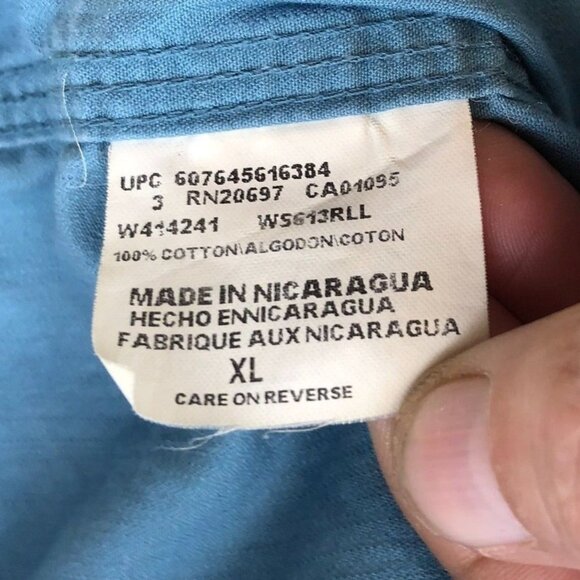 UPC 607645616384
3 RN20697 CA01095
W414241 WS613RLL
100% COTTON\ALGODON\COTON
MADE IN NICARAGUA
HECHO ENNICARAGUA
FABRIQUE AUX NICARAGUA
XL
CARE ON REVERSE